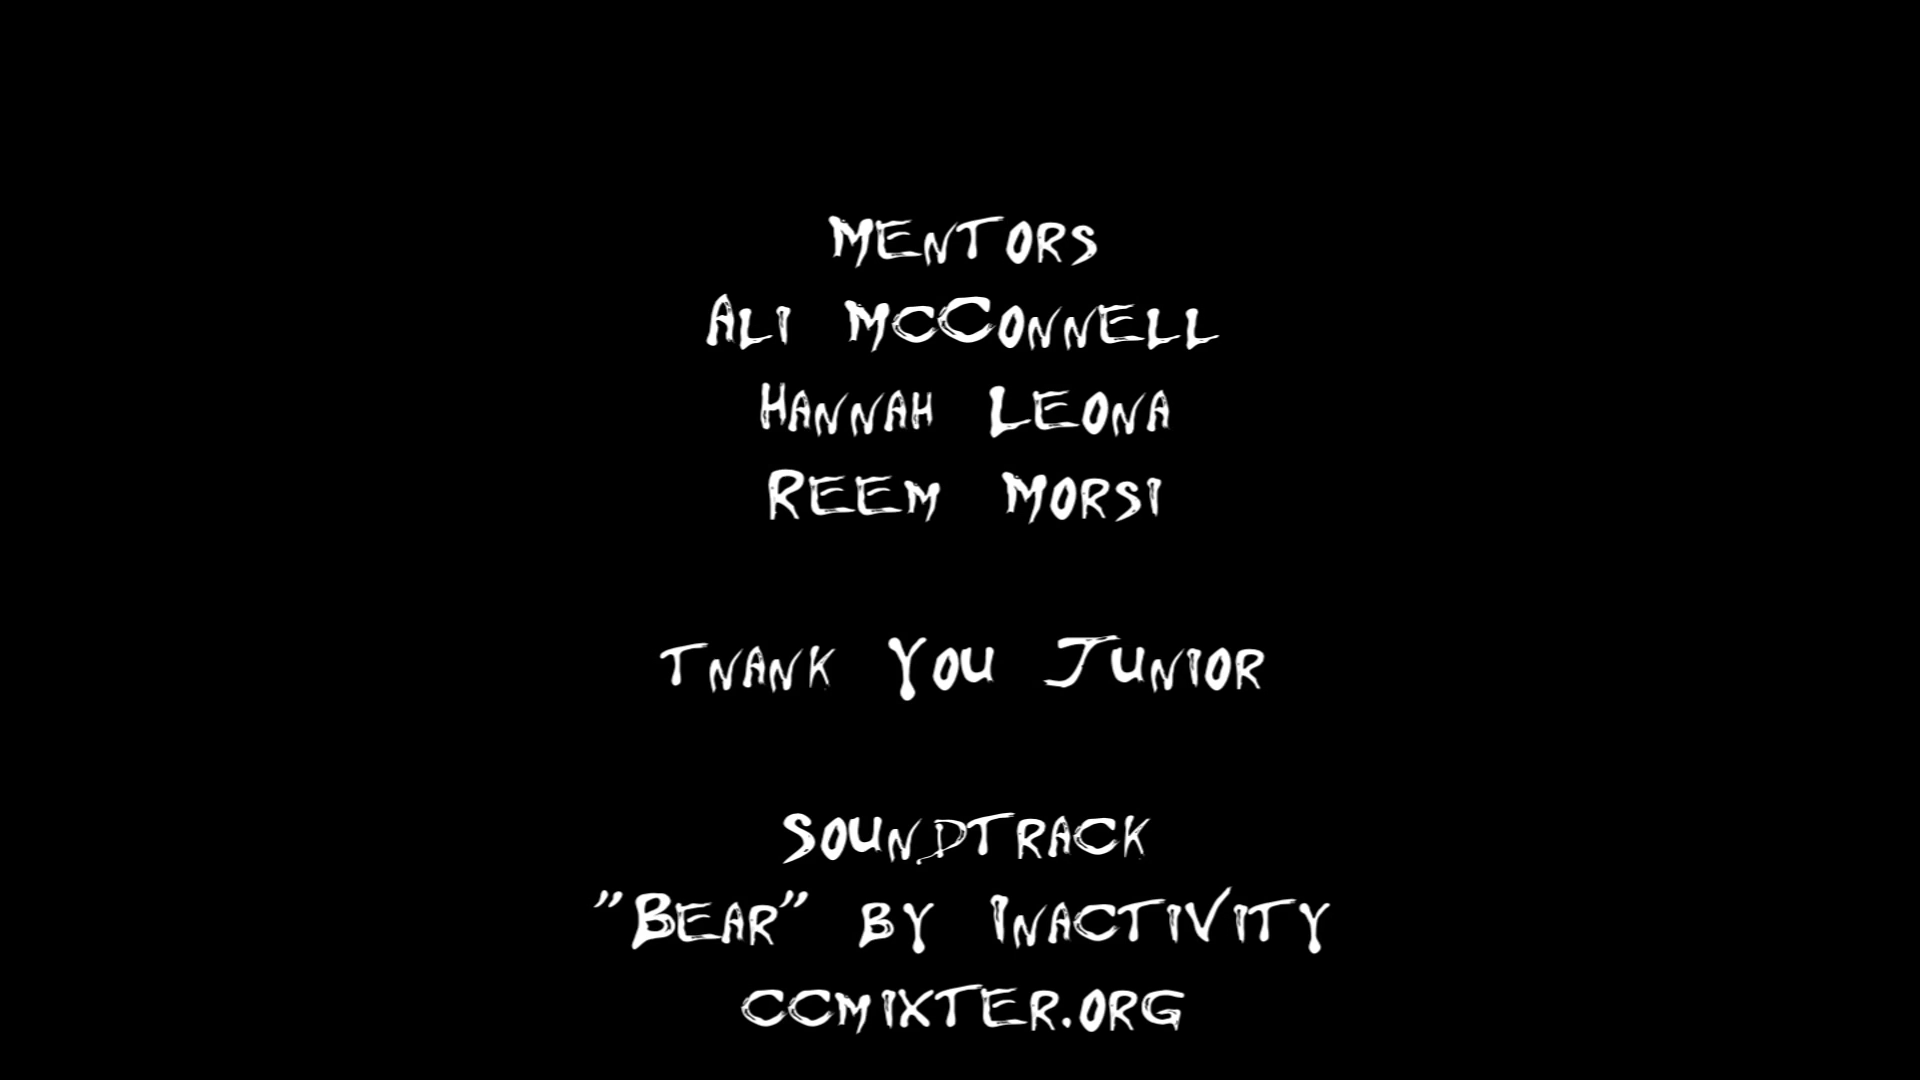 Mentors
Ali McConnell
Hannah Leona
Reem Morsi
Tnank You Junior
Soundtrack
"Bear" by Inactivity
ccmixter.org